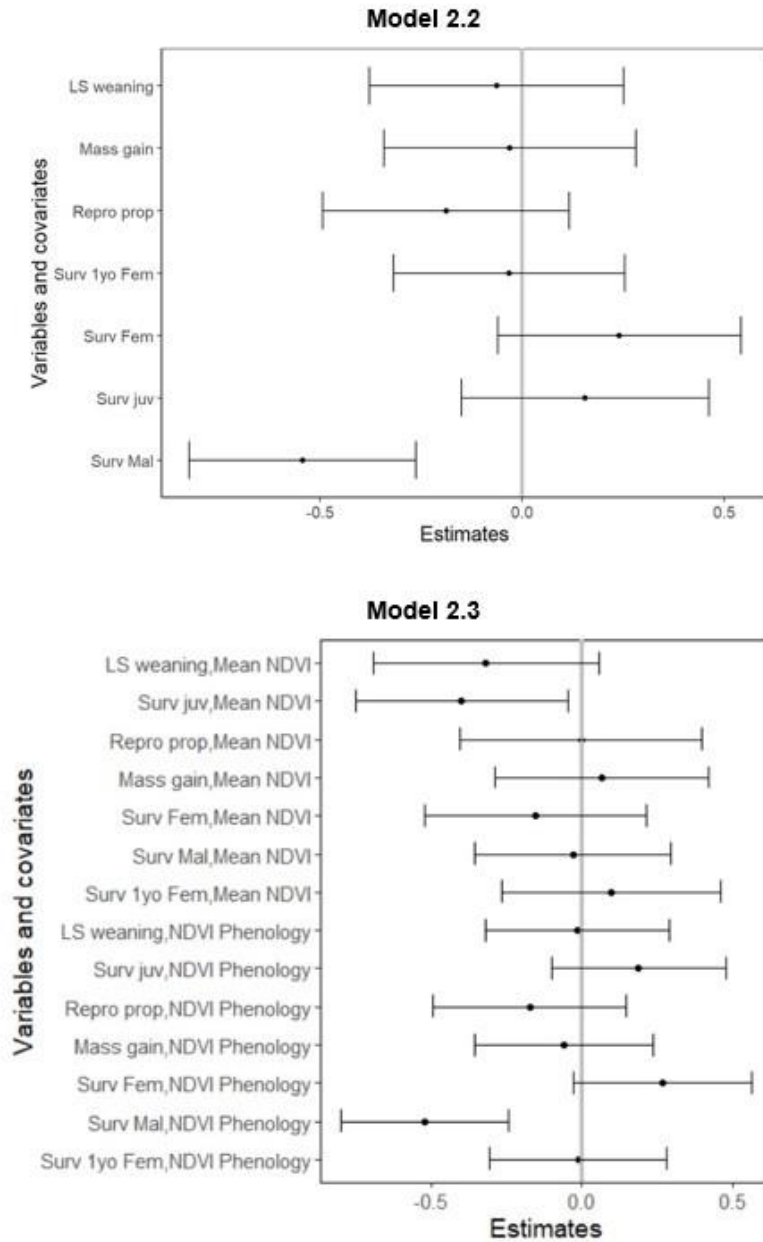 Model 2.2
Variables and covariates
LS weaning
Mass gain
Repro prop
Surv 1yo Fem
Surv Fem
Surv juv
Surv Mal
-0.5
0.0
0.5
Estimates
Model 2.3
Variables and covariates
LS weaning,Mean NDVI
Surv juv,Mean NDVI
Repro prop,Mean NDVI
Mass gain,Mean NDVI
Surv Fem,Mean NDVI
Surv Mal,Mean NDVI
Surv 1yo Fem,Mean NDVI
LS weaning,NDVI Phenology
Surv juv,NDVI Phenology
Repro prop,NDVI Phenology
Mass gain,NDVI Phenology
Surv Fem,NDVI Phenology
Surv Mal,NDVI Phenology
Surv 1yo Fem,NDVI Phenology
-0.5
0.0
0.5
Estimates